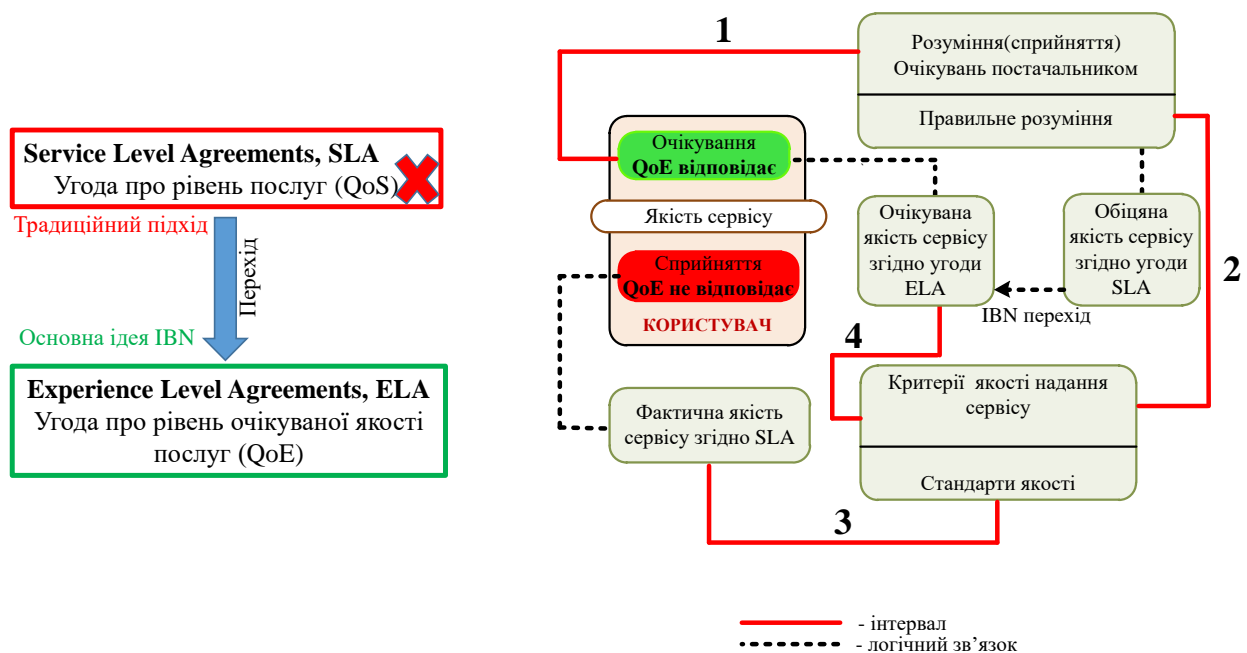 Service Level Agreements, SLA
Угода про рівень послуг (QoS)
Традиційний підхід
Перехід
Основна ідея IBN
Experience Level Agreements, ELA
Угода про рівень очікуваної якості
послуг (QoE)
1
Розуміння(сприйняття)
Очікувань постачальником
Правильне розуміння
Очікування
QoE відповідає
Якість сервісу
Сприйняття
QoE не відповідає
КОРИСТУВАЧ
Очікувана
якість сервісу
згідно угоди
ELA
Обіцяна
якість сервісу
згідно угоди
SLA
IBN перехід
2
4
Критерії якості надання
сервісу
Стандарти якості
Фактична якість
сервісу згідно SLA
3
- інтервал
- логічний зв’язок